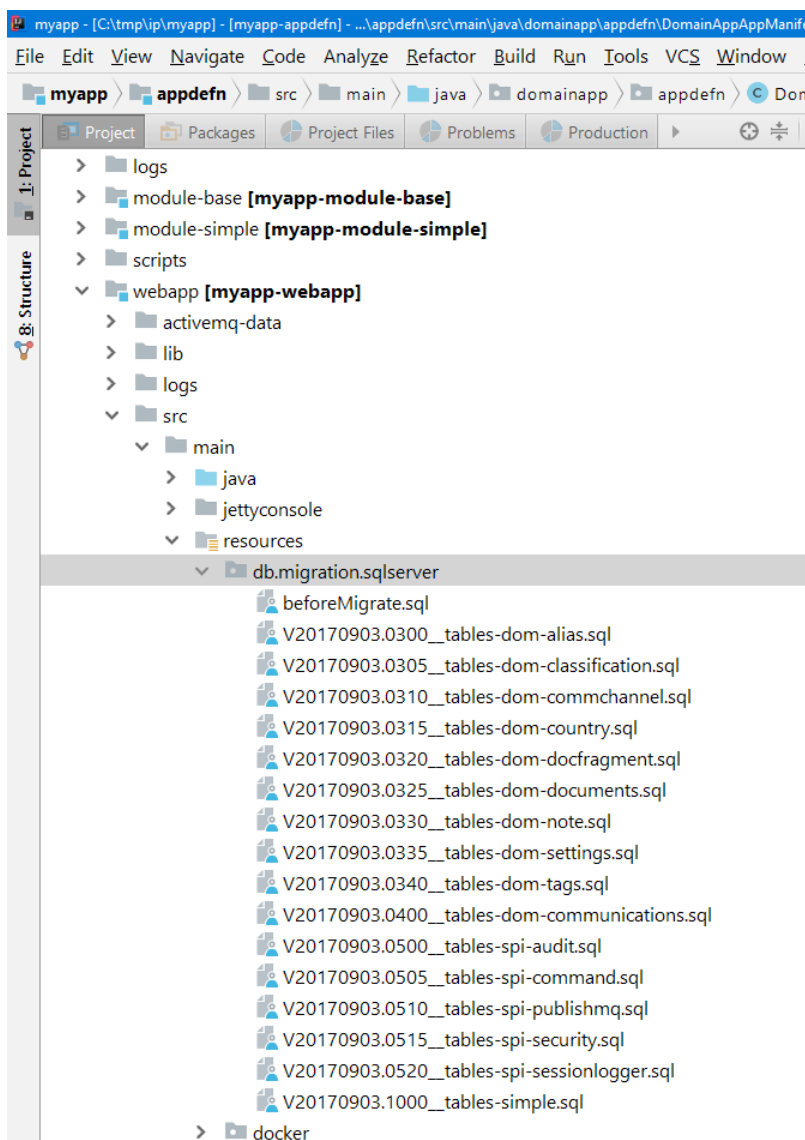 myapp - [C:\tmp\ip\myapp] - [myapp-appdefn] - ...\appdefn\src\main\java\domainapp\appdefn\DomainAppAppManife
File Edit View Navigate Code Analyze Refactor Build Run Tools VCS Window
myapp appdefn src main java domainapp appdefn C Don
Project Packages Project Files Problems Production
1: Project
8: Structure
logs
module-base [myapp-module-base]
module-simple [myapp-module-simple]
scripts
webapp [myapp-webapp]
activemq-data
lib
logs
src
main
java
jettyconsole
resources
db.migration.sqlserver
beforeMigrate.sql
V20170903.0300__tables-dom-alias.sql
V20170903.0305__tables-dom-classification.sql
V20170903.0310__tables-dom-commchannel.sql
V20170903.0315__tables-dom-country.sql
V20170903.0320__tables-dom-docfragment.sql
V20170903.0325__tables-dom-documents.sql
V20170903.0330__tables-dom-note.sql
V20170903.0335__tables-dom-settings.sql
V20170903.0340__tables-dom-tags.sql
V20170903.0400__tables-dom-communications.sql
V20170903.0500__tables-spi-audit.sql
V20170903.0505__tables-spi-command.sql
V20170903.0510__tables-spi-publishmq.sql
V20170903.0515__tables-spi-security.sql
V20170903.0520__tables-spi-sessionlogger.sql
V20170903.1000__tables-simple.sql
docker